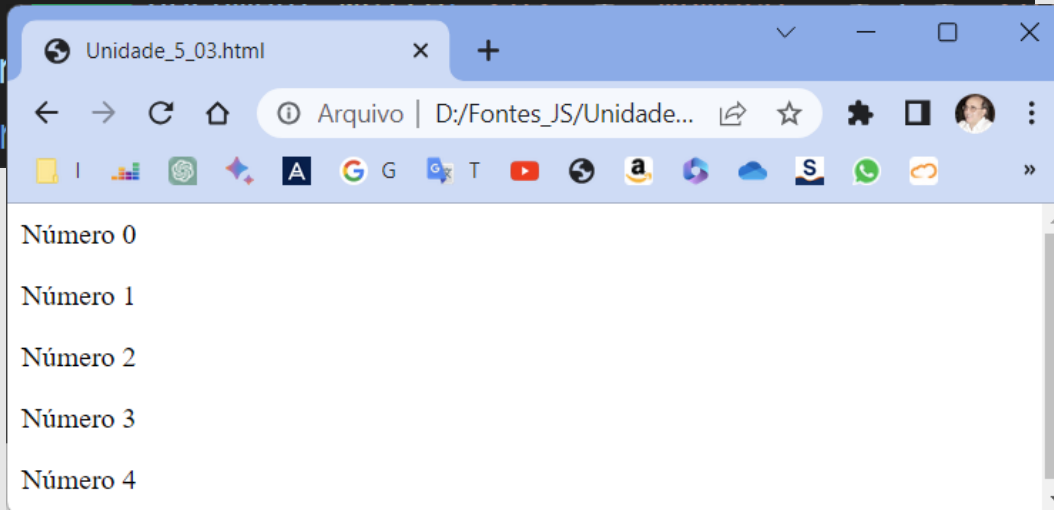 Unidade_5_03.html
Arquivo | D:/Fontes_JS/Unidade...
I A G G T a S »
Número 0
Número 1
Número 2
Número 3
Número 4